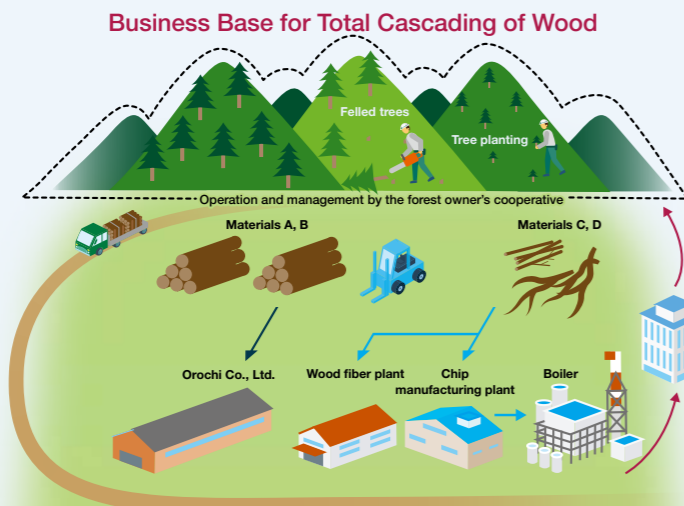 Business Base for Total Cascading of Wood
Felled trees
Tree planting
Operation and management by the forest owner's cooperative
Materials A, B
Materials C, D
Orochi Co., Ltd.
Wood fiber plant
Chip
manufacturing plant
Boiler